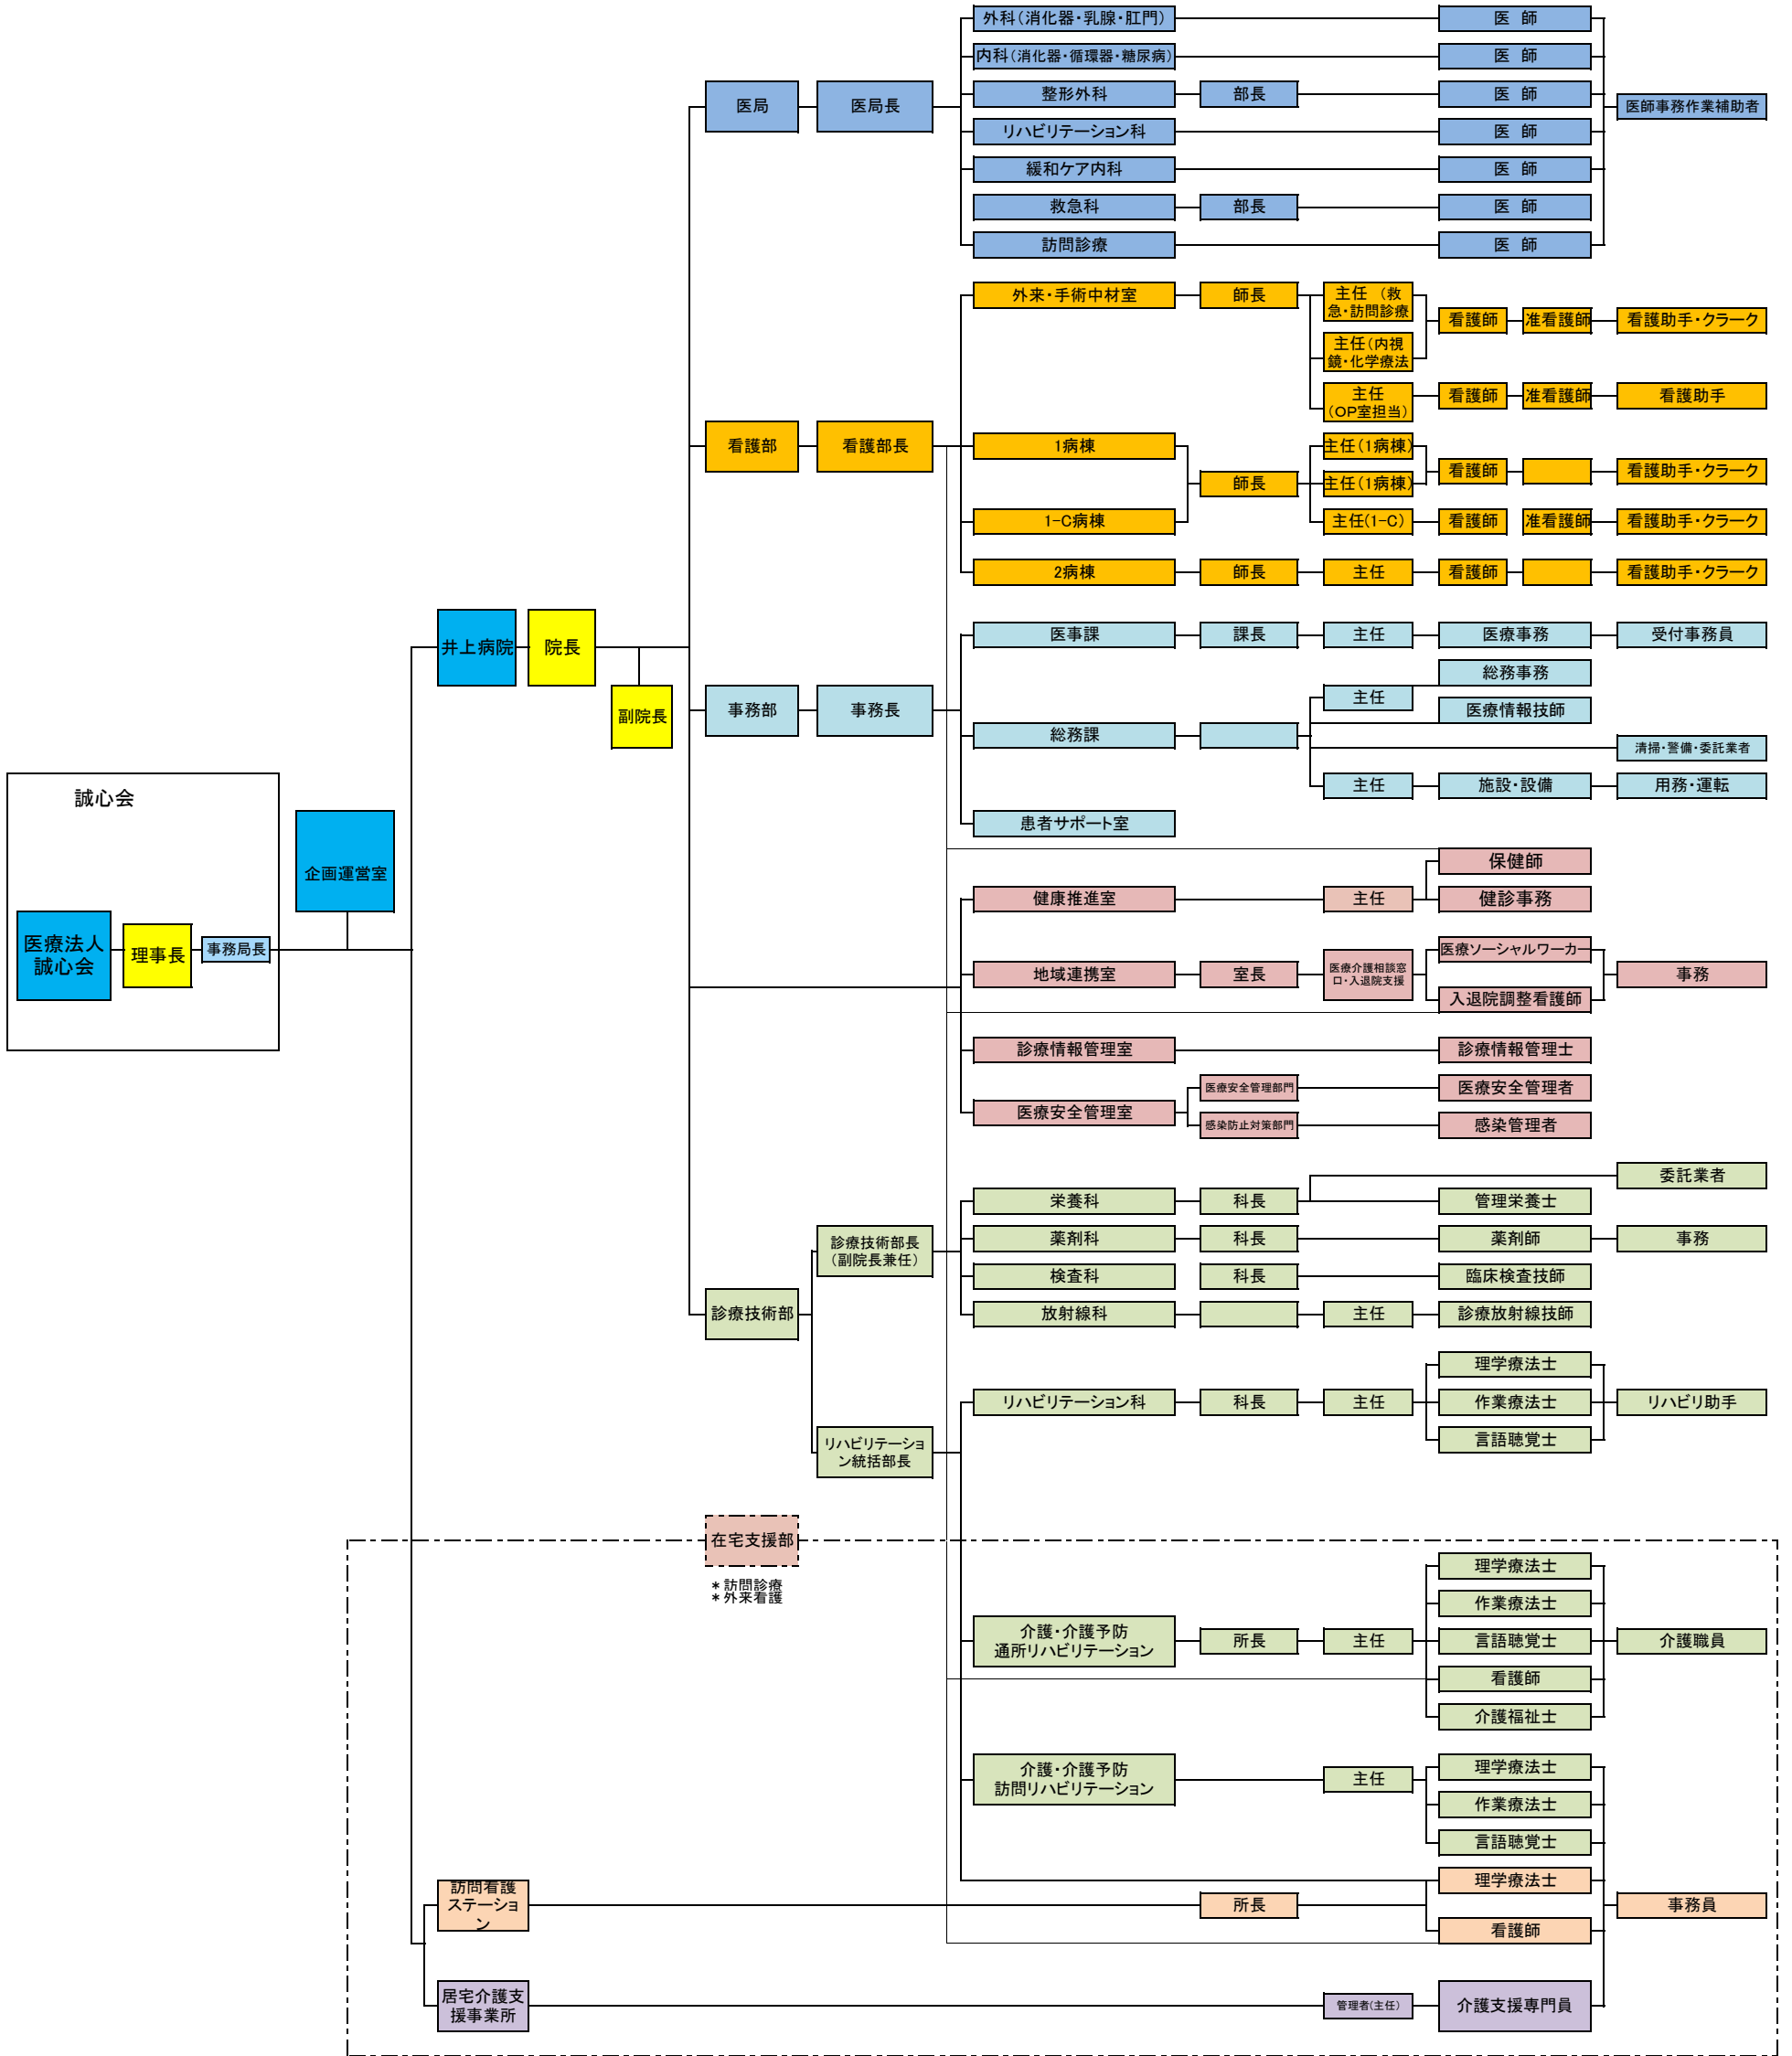 外科(消化器・乳腺・肛門)
医 師
内科(消化器・循環器・糖尿病)
医 師
医局
医局長
整形外科
部長
医 師
医師事務作業補助者
リハビリテーション科
医 師
緩和ケア内科
医 師
救急科
部長
医 師
訪問診療
医 師
外来・手術中材室
師長
主任 (救
急・訪問診療
看護師
准看護師
看護助手・クラーク
主任(内視
鏡・化学療法
主任
(OP室担当)
看護師
准看護師
看護助手
看護部
看護部長
1病棟
主任(1病棟)
師長
主任(1病棟)
看護師
看護助手・クラーク
1-C病棟
主任(1-C)
看護師
准看護師
看護助手・クラーク
2病棟
師長
主任
看護師
看護助手・クラーク
井上病院
院長
副院長
医事課
課長
主任
医療事務
受付事務員
事務部
事務長
総務課
主任
総務事務
医療情報技師
清掃・警備・委託業者
主任
施設・設備
用務・運転
患者サポート室
誠心会
企画運営室
医療法人
誠心会
理事長
事務局長
保健師
健康推進室
主任
健診事務
地域連携室
室長
医療介護相談窓
口・入退院支援
医療ソーシャルワーカー
入退院調整看護師
事務
診療情報管理室
診療情報管理士
医療安全管理室
医療安全管理部門
医療安全管理者
感染防止対策部門
感染管理者
委託業者
栄養科
科長
管理栄養士
診療技術部長
(副院長兼任)
薬剤科
科長
薬剤師
事務
検査科
科長
臨床検査技師
診療技術部
放射線科
主任
診療放射線技師
理学療法士
リハビリテーション科
科長
主任
作業療法士
リハビリ助手
言語聴覚士
リハビリテーショ
ン統括部長
在宅支援部
*訪問診療
*外来看護
理学療法士
作業療法士
介護・介護予防
通所リハビリテーション
所長
主任
言語聴覚士
介護職員
看護師
介護福祉士
介護・介護予防
訪問リハビリテーション
主任
理学療法士
作業療法士
言語聴覚士
訪問看護
ステーショ
ン
所長
理学療法士
看護師
事務員
居宅介護支
援事業所
管理者(主任)
介護支援専門員